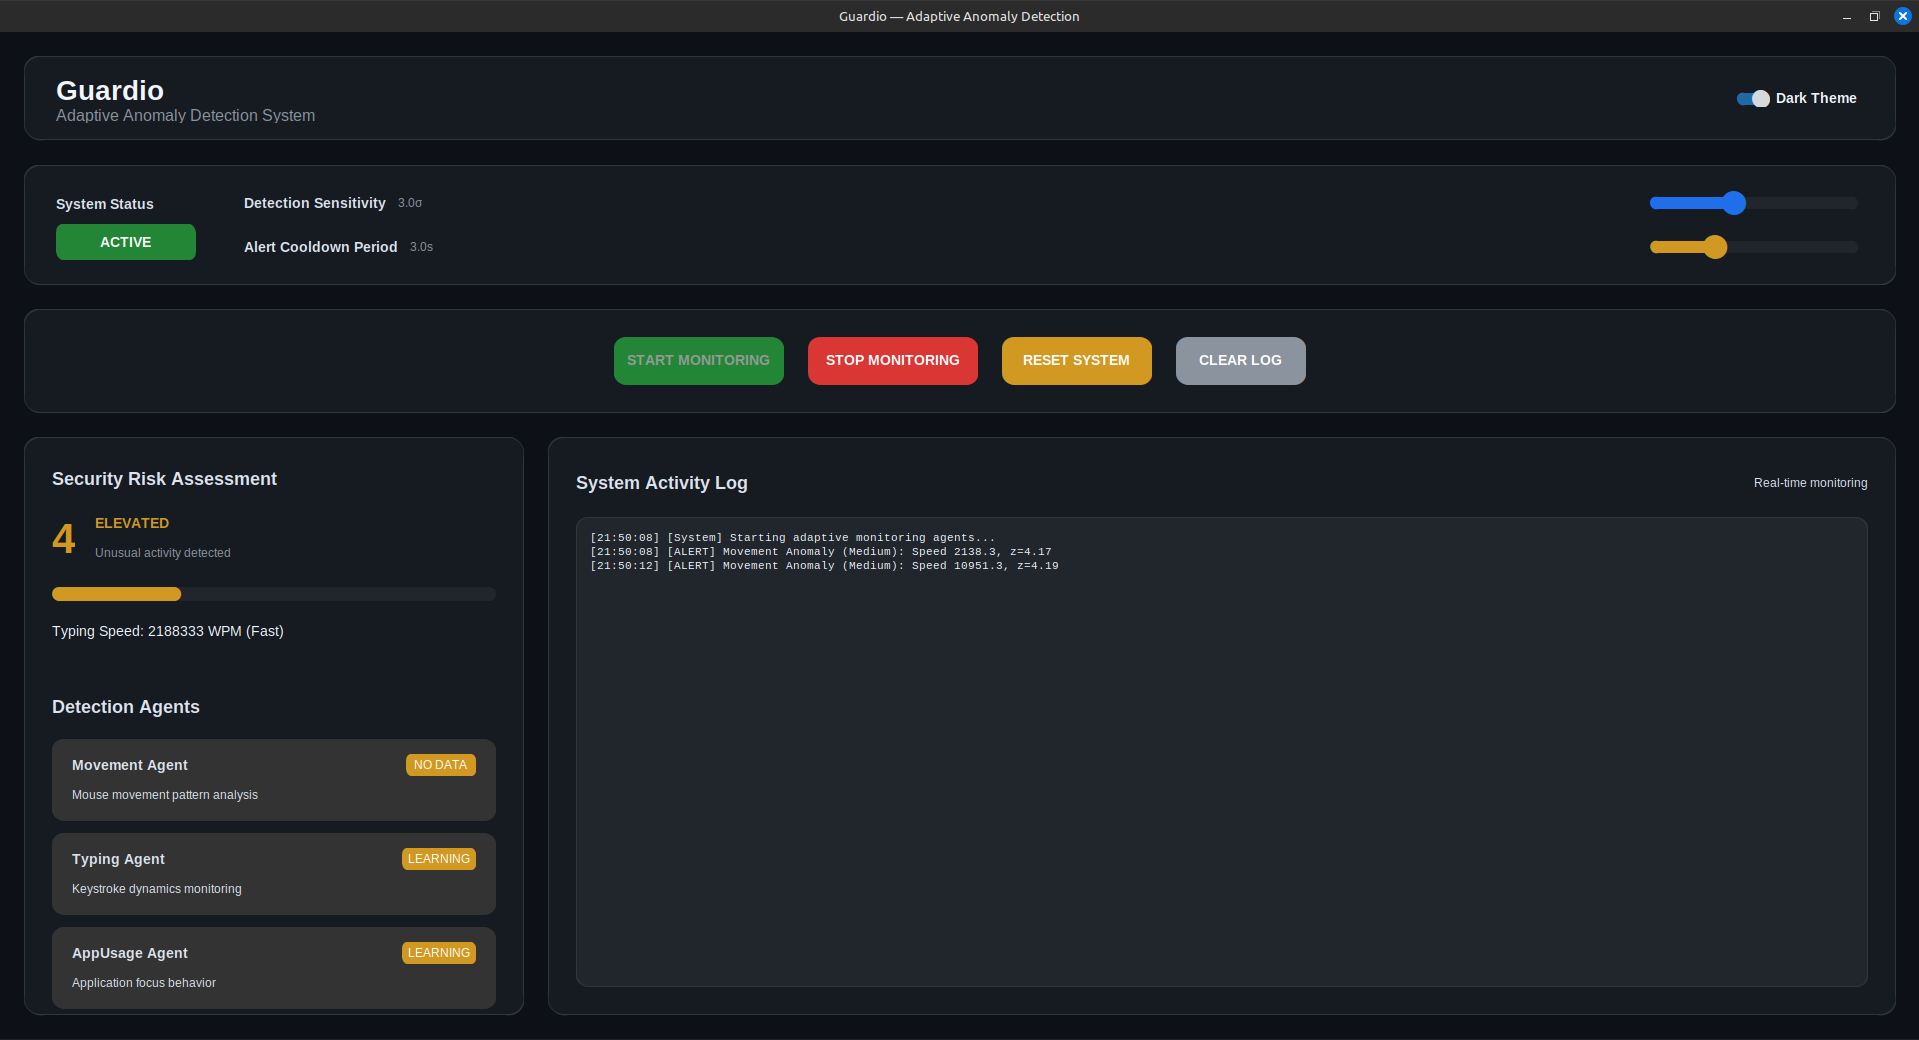 Guardio — Adaptive Anomaly Detection
Guardio
Adaptive Anomaly Detection System
Dark Theme
System Status
ACTIVE
Detection Sensitivity 3.0σ
Alert Cooldown Period 3.0s
START MONITORING
STOP MONITORING
RESET SYSTEM
CLEAR LOG
Security Risk Assessment
4
ELEVATED
Unusual activity detected
Typing Speed: 2188333 WPM (Fast)
Detection Agents
Movement Agent
NO DATA
Mouse movement pattern analysis
Typing Agent
LEARNING
Keystroke dynamics monitoring
AppUsage Agent
LEARNING
Application focus behavior
System Activity Log
Real-time monitoring
[21:50:08] [System] Starting adaptive monitoring agents...
[21:50:08] [ALERT] Movement Anomaly (Medium): Speed 2138.3, z=4.17
[21:50:12] [ALERT] Movement Anomaly (Medium): Speed 10951.3, z=4.19